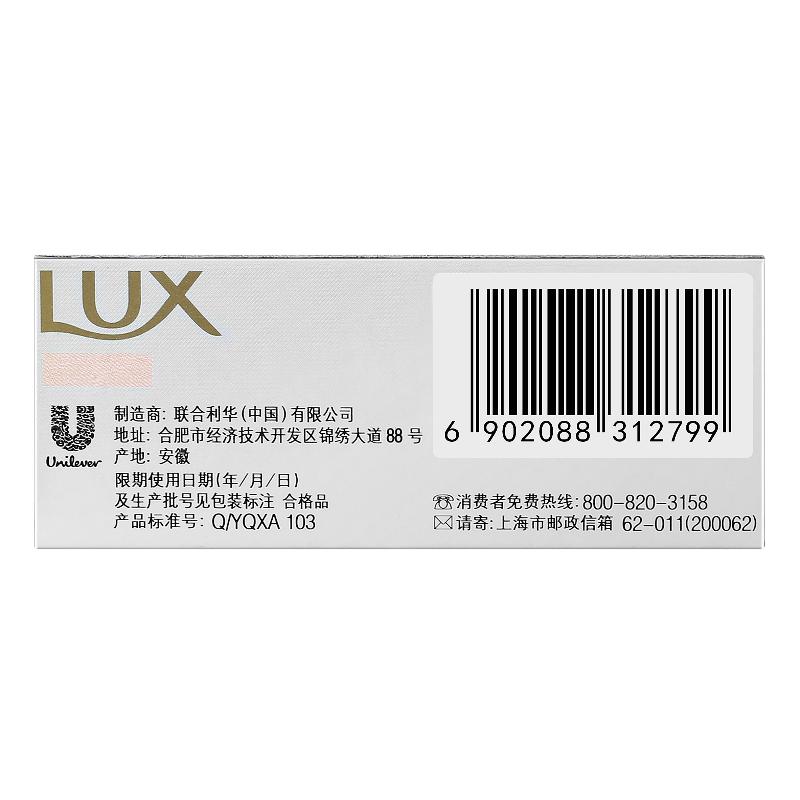 LUX
Unilever
制造商: 联合利华(中国)有限公司
地址: 合肥市经济技术开发区锦绣大道 88 号
产地: 安徽
限期使用日期(年/月/日)
及生产批号见包装标注 合格品
产品标准号: Q/YQXA 103
6 902088 312799
消费者免费热线: 800-820-3158
请寄: 上海市邮政信箱 62-011(200062)